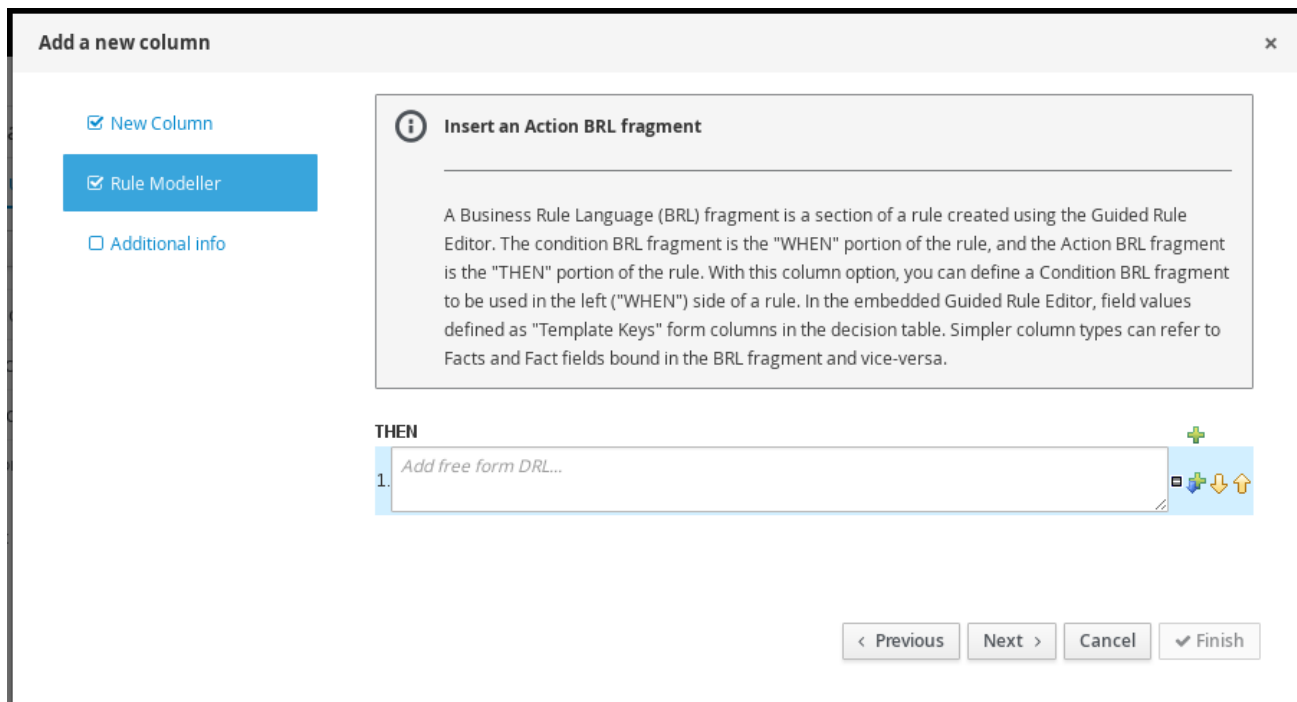 Add a new column
×
New Column
Rule Modeller
Additional info
Insert an Action BRL fragment
A Business Rule Language (BRL) fragment is a section of a rule created using the Guided Rule
Editor. The condition BRL fragment is the "WHEN" portion of the rule, and the Action BRL fragment
is the "THEN" portion of the rule. With this column option, you can define a Condition BRL fragment
to be used in the left ("WHEN") side of a rule. In the embedded Guided Rule Editor, field values
defined as "Template Keys" form columns in the decision table. Simpler column types can refer to
Facts and Fact fields bound in the BRL fragment and vice-versa.
THEN
1. Add free form DRL...
< Previous Next > Cancel Finish